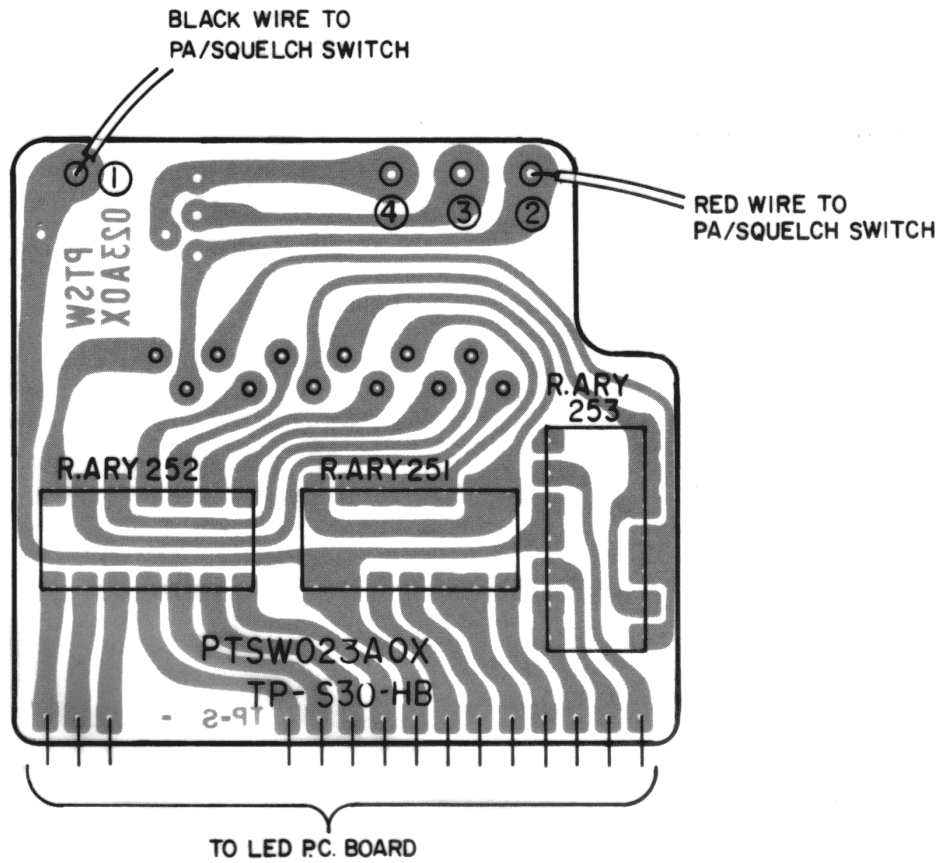 BLACK WIRE TO
PA/SQUELCH SWITCH
1
4
3
2
RED WIRE TO
PA/SQUELCH SWITCH
023A0X
PTSW
R.ARY
253
R.ARY 252
R.ARY 251
PTSW023A0X
TP-S30-HB
TP-S -
TO LED P.C. BOARD